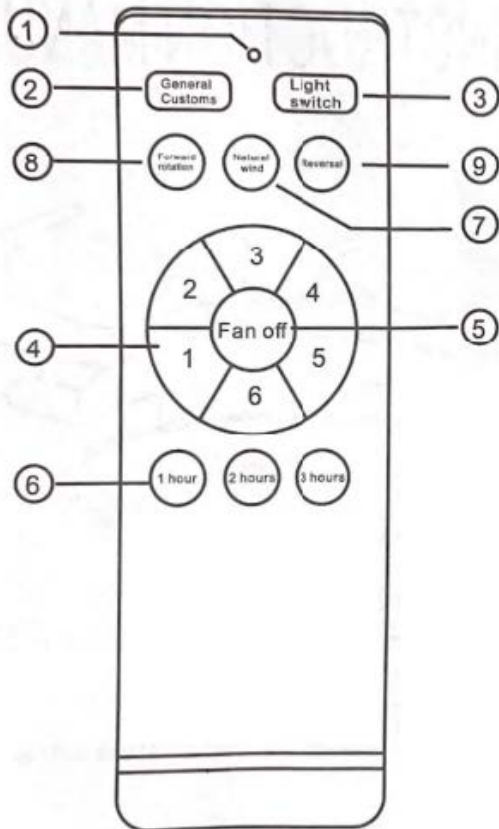 ①
② General Customs
Light switch ③
⑧ Forward rotation
Natural wind
Reversal ⑨
⑦
3
2 4
④ Fan off ⑤
1 5
6
⑥ 1 hour 2 hours 3 hours